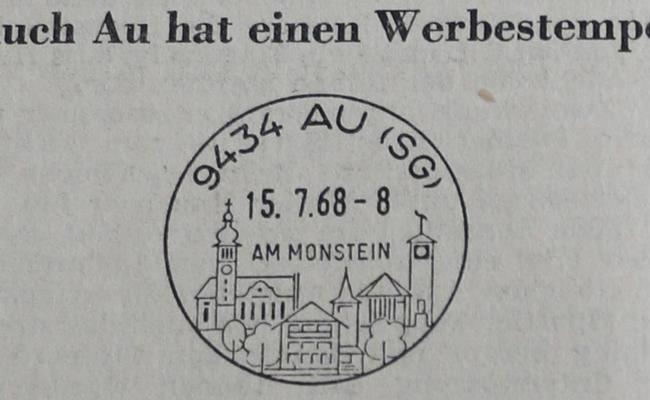 uch Au hat einen Werbestemp
9434 AU (SG)
15. 7.68 - 8
AM MONSTEIN